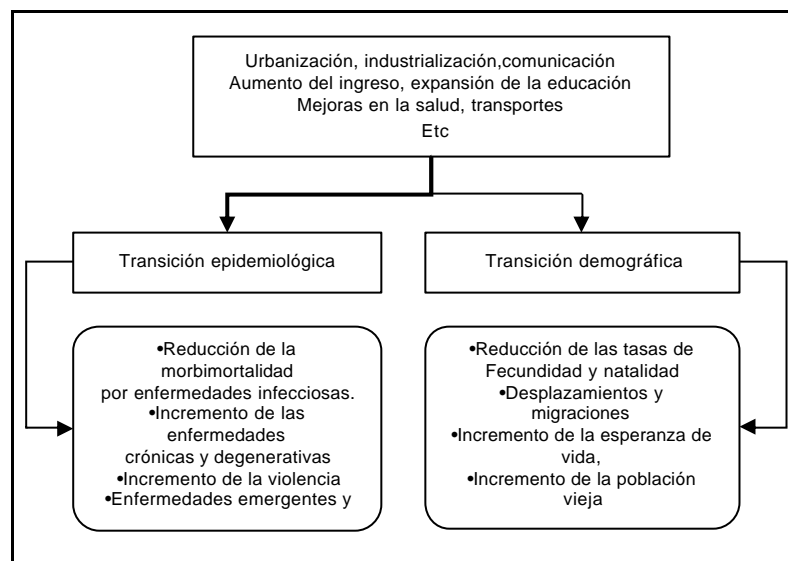 Urbanización, industrialización,comunicación
Aumento del ingreso, expansión de la educación
Mejoras en la salud, transportes
Etc
Transición epidemiológica
Transición demográfica
•Reducción de la
morbimortalidad
por enfermedades infecciosas.
•Incremento de las
enfermedades
crónicas y degenerativas
•Incremento de la violencia
•Enfermedades emergentes y
•Reducción de las tasas de
Fecundidad y natalidad
•Desplazamientos y
migraciones
•Incremento de la esperanza de
vida,
•Incremento de la población
vieja